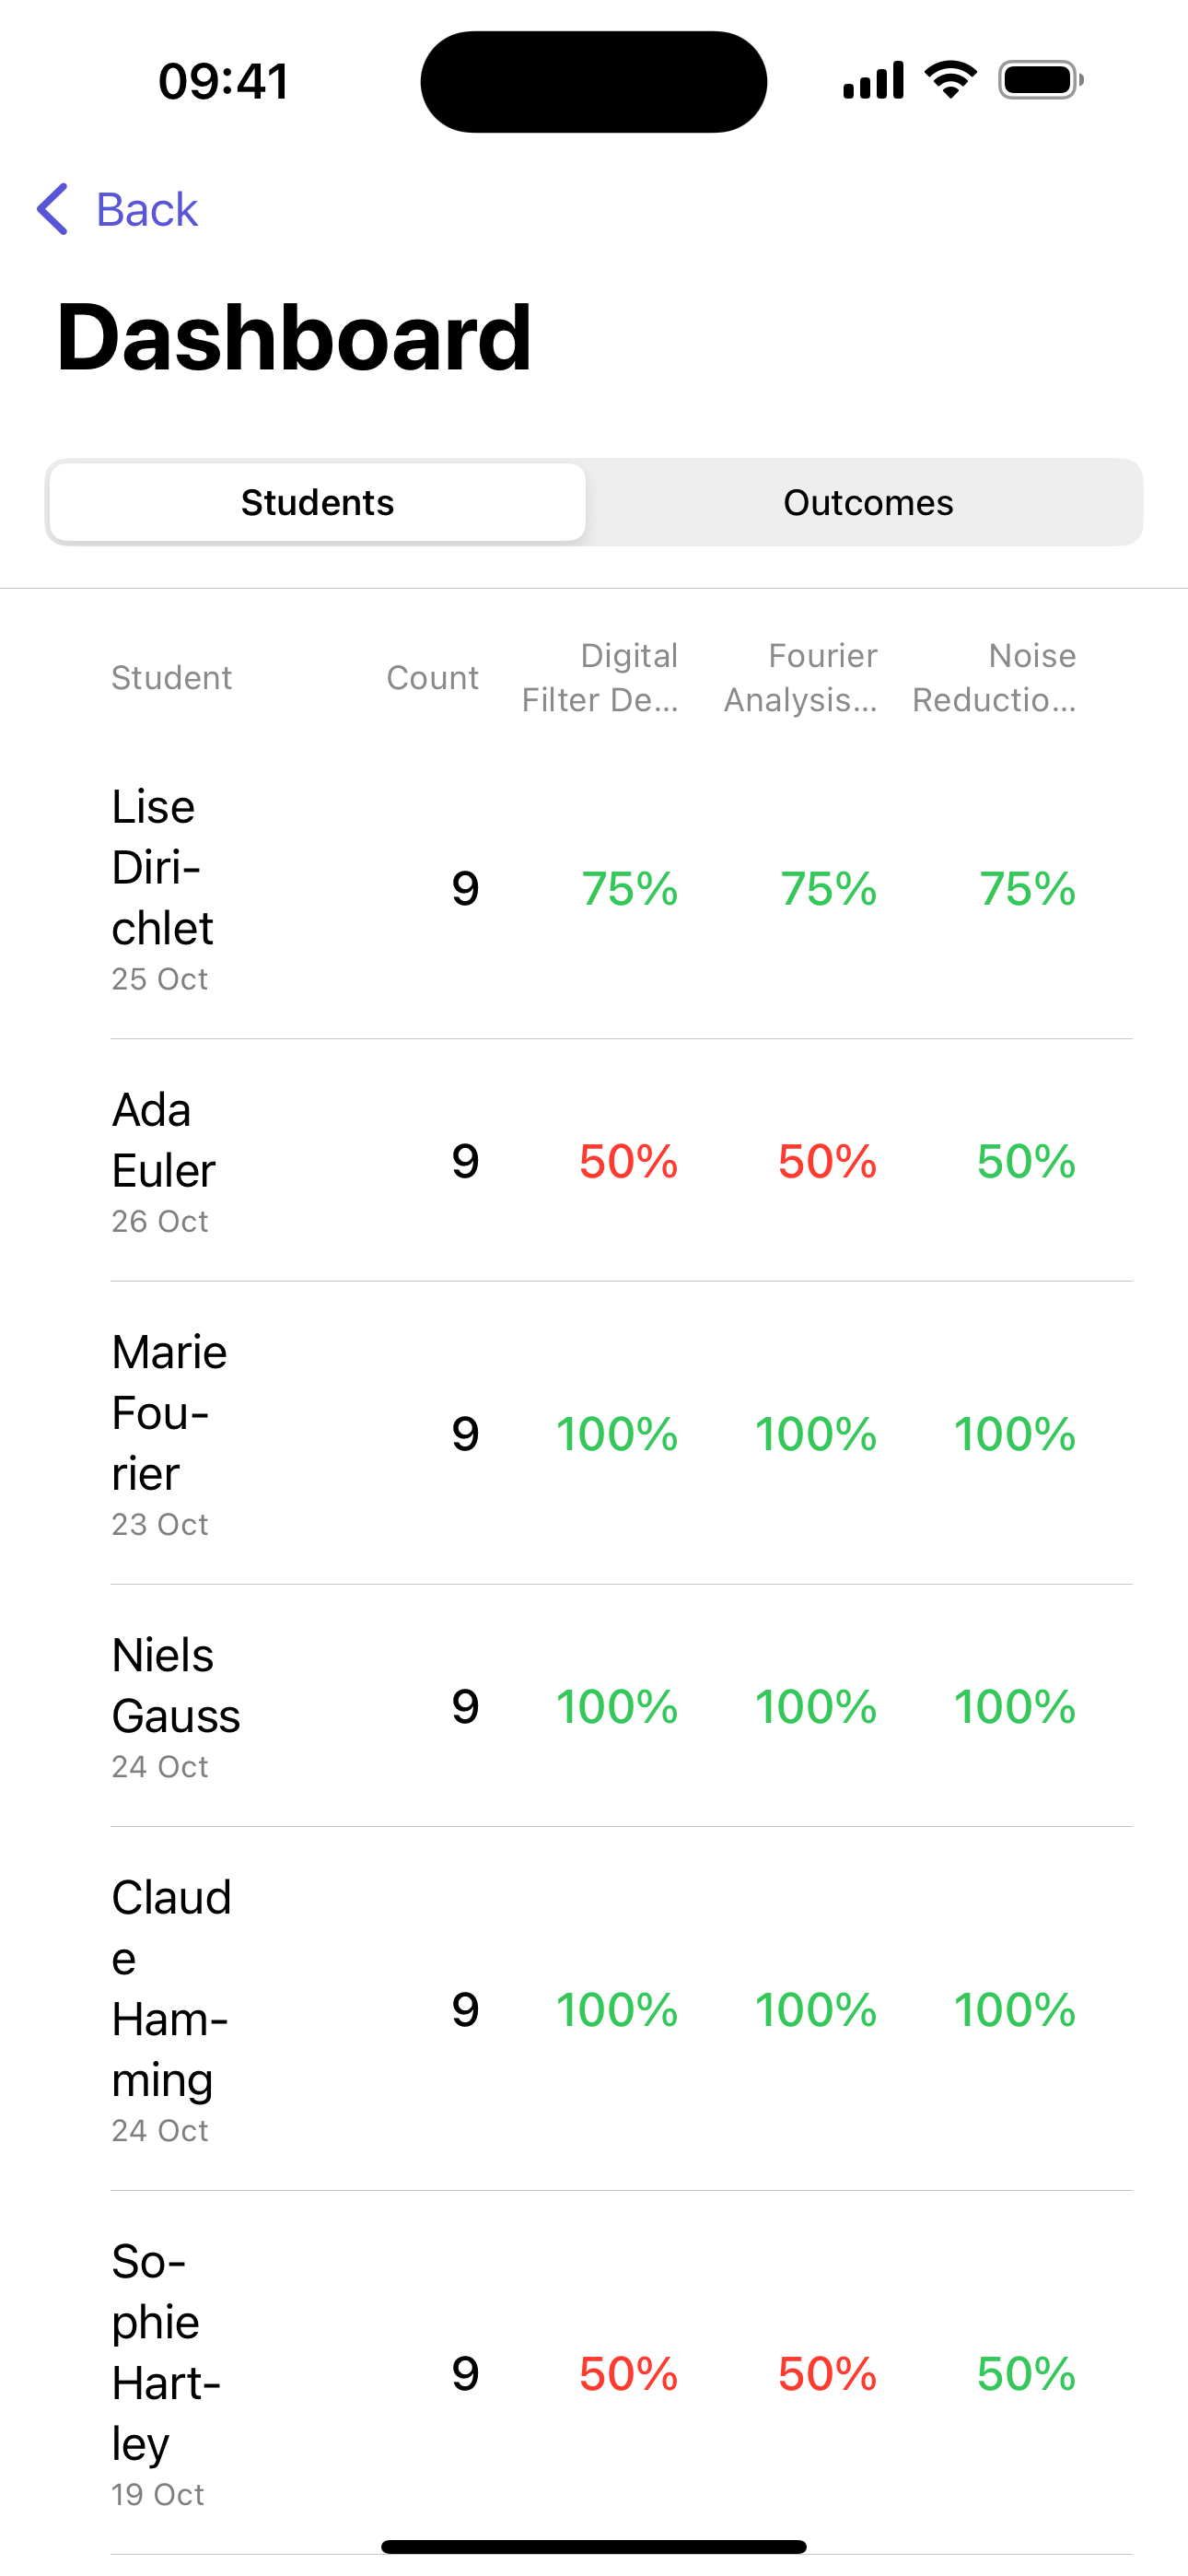 09:41
Back
Dashboard
Students Outcomes
Student Count Digital Filter De... Fourier Analysis... Noise Reductio...
Lise
Diri-
chlet
25 Oct
9 75% 75% 75%
Ada
Euler
26 Oct
9 50% 50% 50%
Marie
Fou-
rier
23 Oct
9 100% 100% 100%
Niels
Gauss
24 Oct
9 100% 100% 100%
Claud
e
Ham-
ming
24 Oct
9 100% 100% 100%
So-
phie
Hart-
ley
19 Oct
9 50% 50% 50%